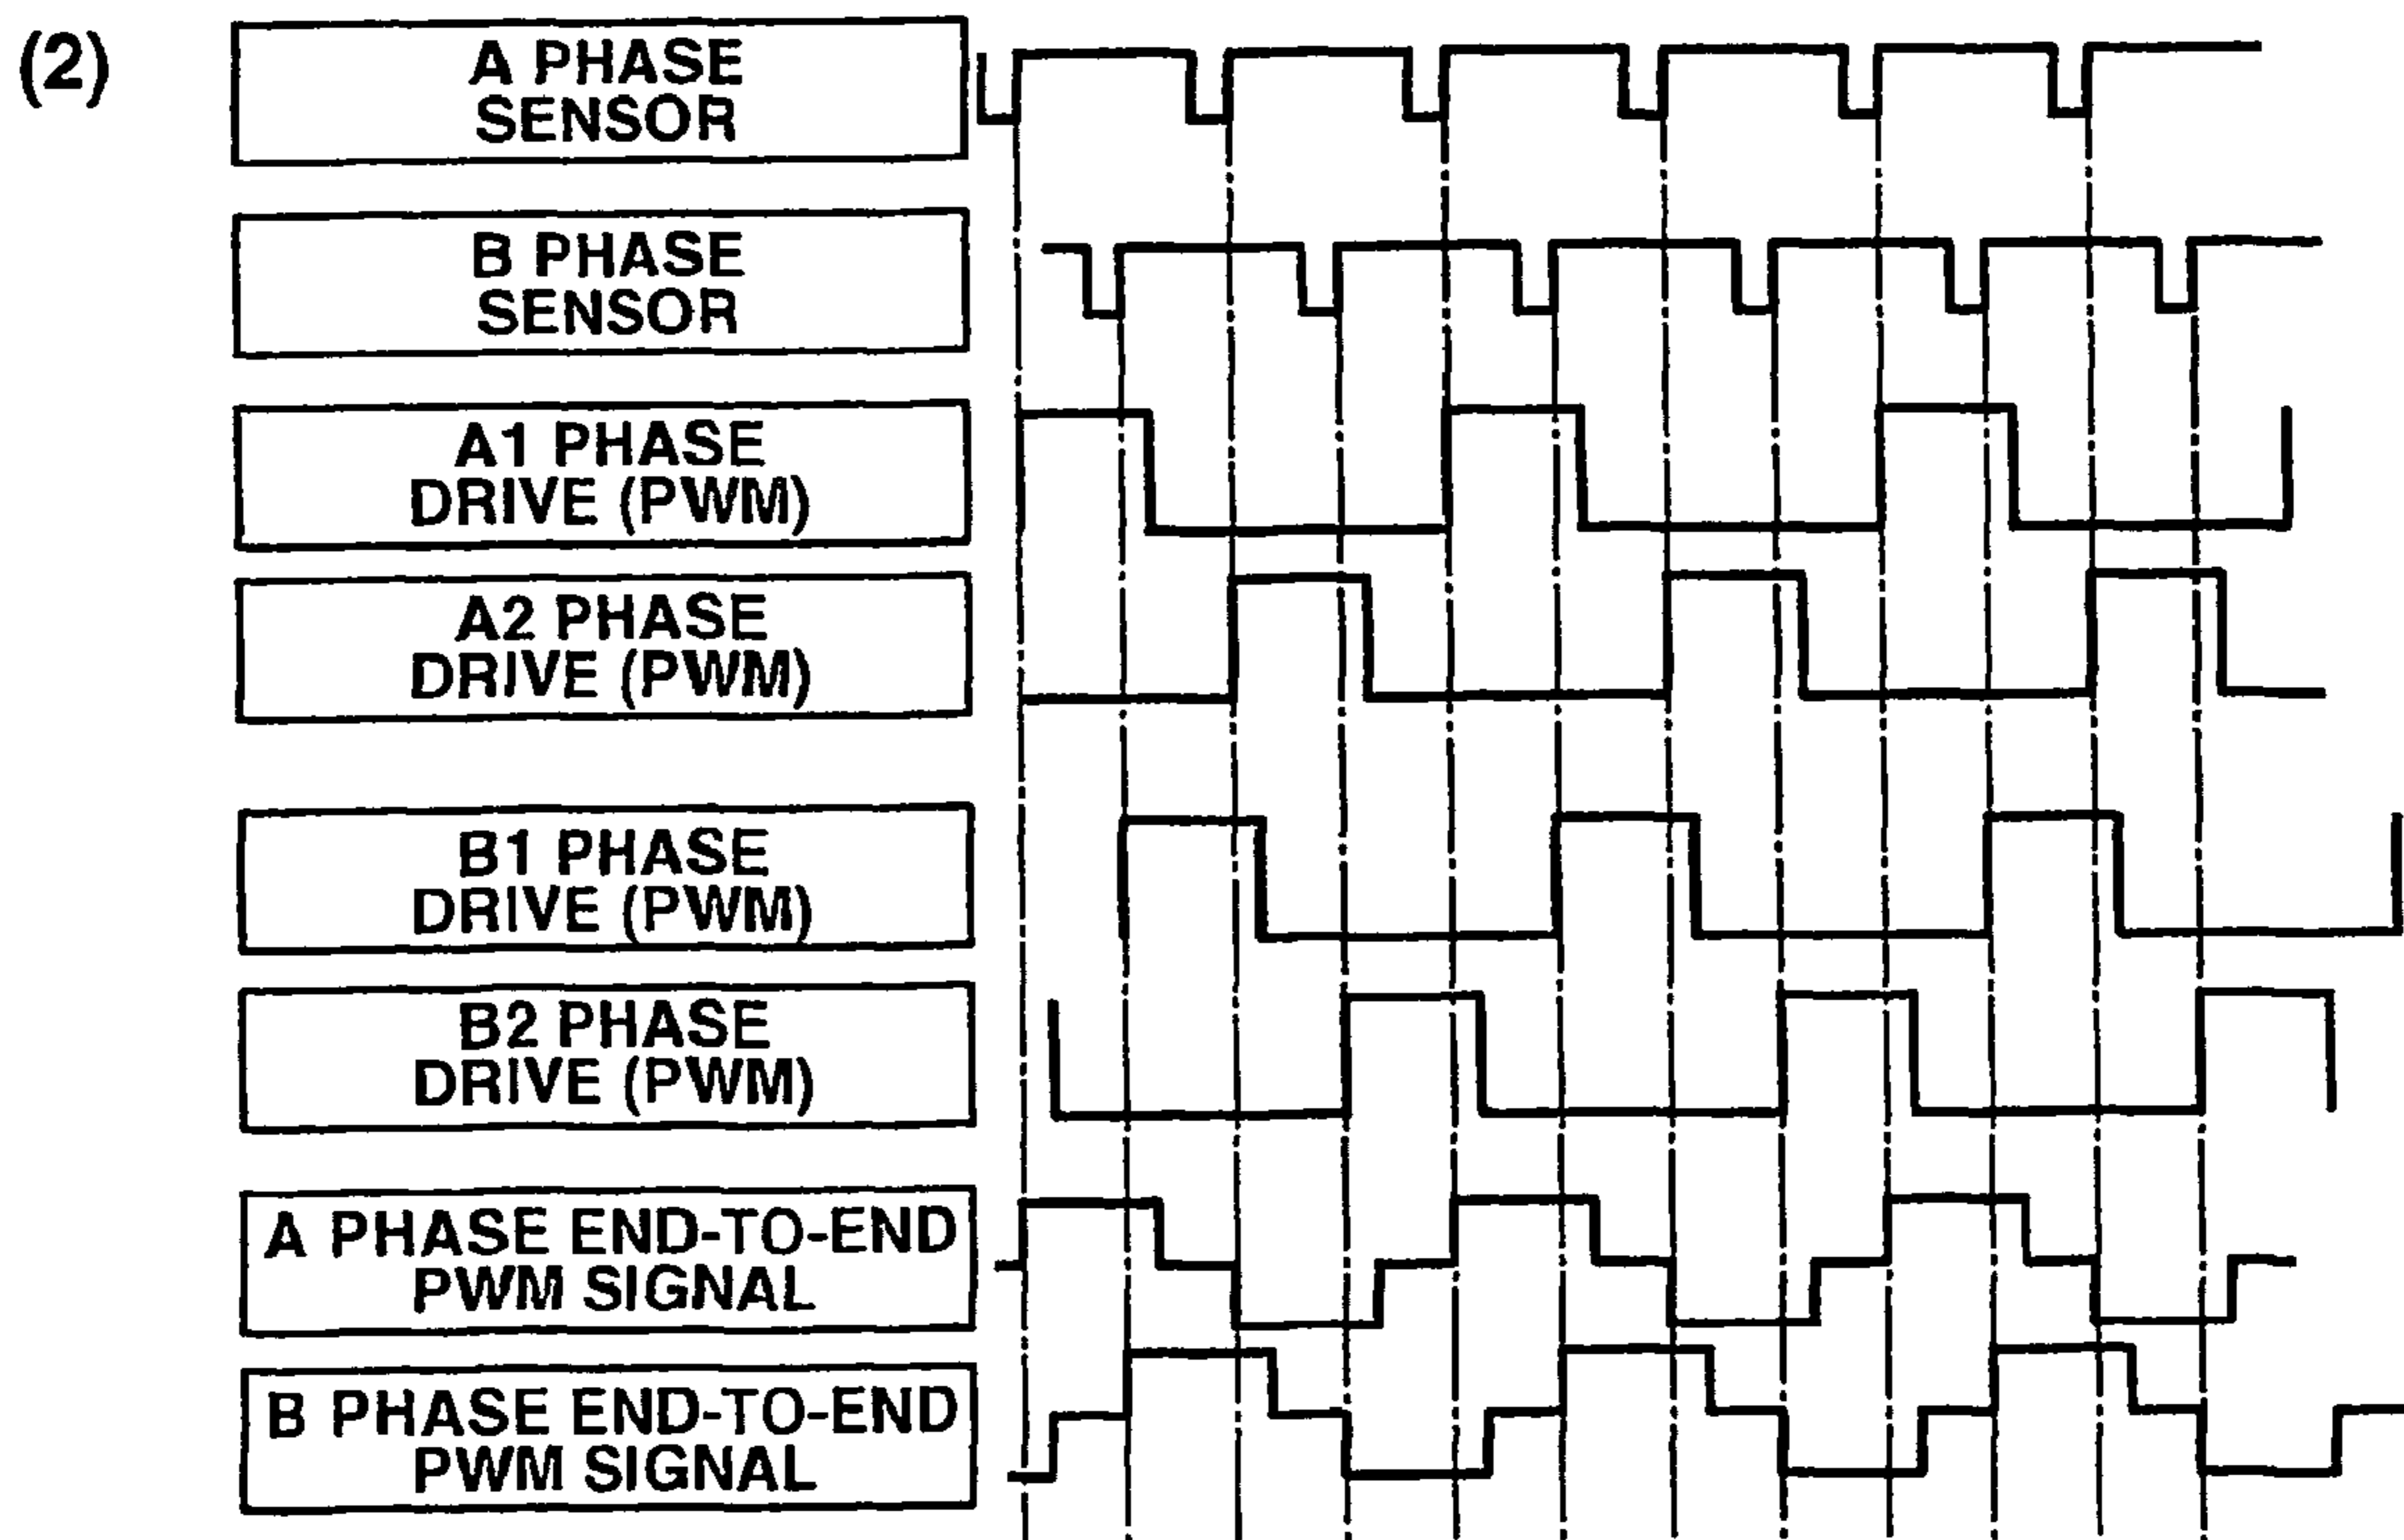 (2)
A PHASE
SENSOR
B PHASE
SENSOR
A1 PHASE
DRIVE (PWM)
A2 PHASE
DRIVE (PWM)
B1 PHASE
DRIVE (PWM)
B2 PHASE
DRIVE (PWM)
A PHASE END-TO-END
PWM SIGNAL
B PHASE END-TO-END
PWM SIGNAL